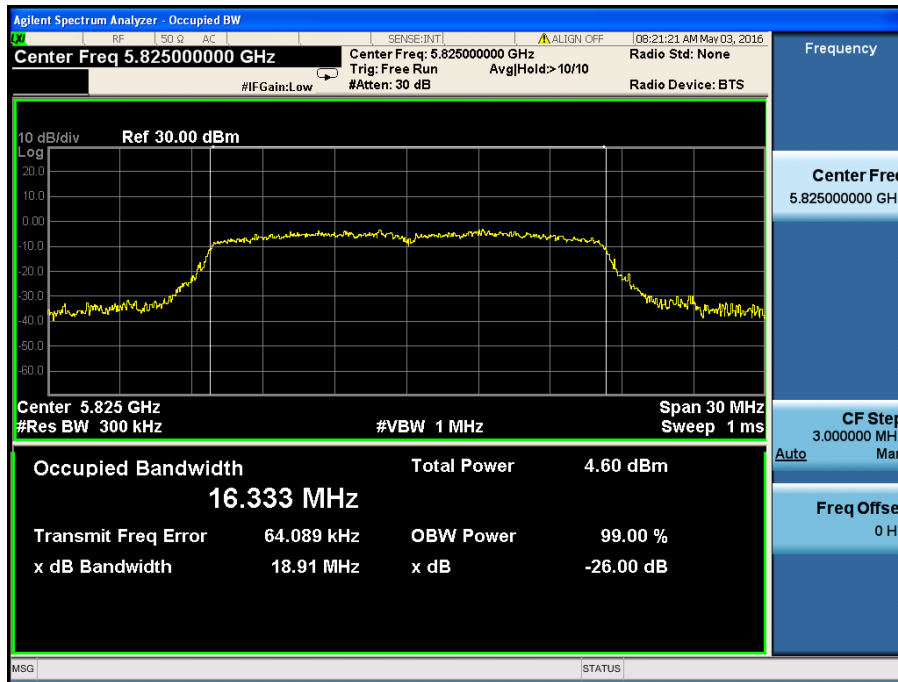 Agilent Spectrum Analyzer - Occupied BW
LXI RF 50 Ω AC SENSE:INT ALIGN OFF 08:21:21 AM May 03, 2016
Center Freq 5.825000000 GHz
Center Freq: 5.825000000 GHz Radio Std: None
Trig: Free Run Avg|Hold:>10/10
#IFGain:Low #Atten: 30 dB Radio Device: BTS
10 dB/div Ref 30.00 dBm
Log
20.0
10.0
0.00
-10.0
-20.0
-30.0
-40.0
-50.0
-60.0
Center 5.825 GHz Span 30 MHz
#Res BW 300 kHz #VBW 1 MHz Sweep 1 ms
Occupied Bandwidth Total Power 4.60 dBm
16.333 MHz
Transmit Freq Error 64.089 kHz OBW Power 99.00 %
x dB Bandwidth 18.91 MHz x dB -26.00 dB
MSG STATUS
Frequency
Center Fre
5.825000000 GH
CF Step
3.000000 MH
Auto Man
Freq Offse
0 H